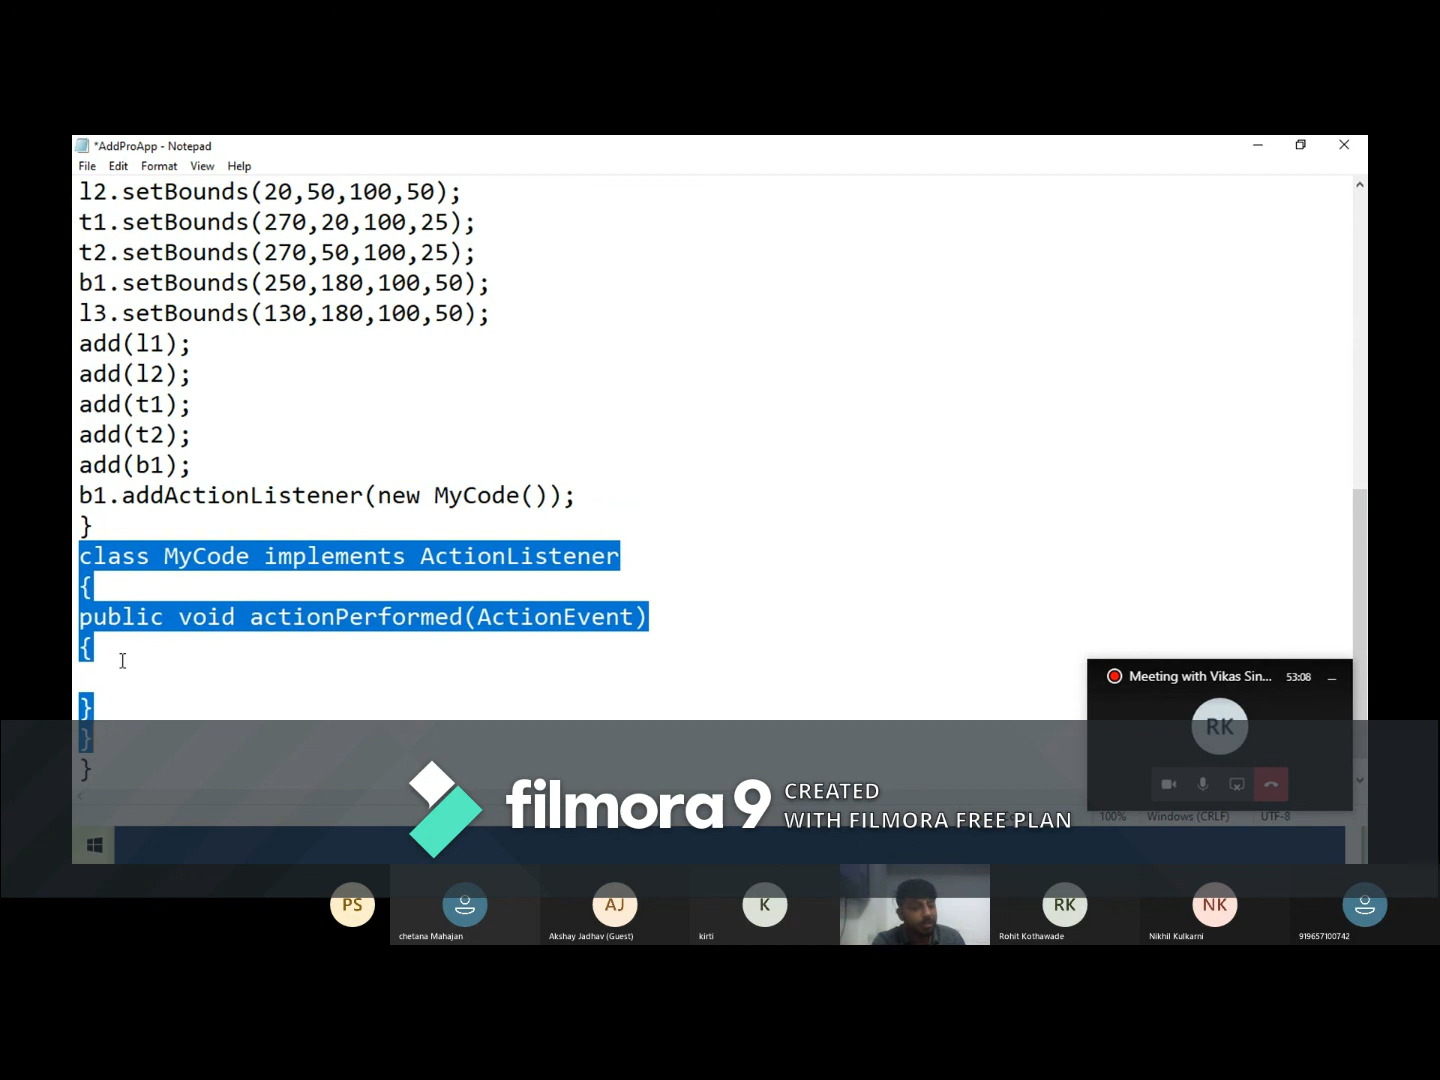 *AddProApp - Notepad
File Edit Format View Help
l2.setBounds(20,50,100,50);
t1.setBounds(270,20,100,25);
t2.setBounds(270,50,100,25);
b1.setBounds(250,180,100,50);
l3.setBounds(130,180,100,50);
add(l1);
add(l2);
add(t1);
add(t2);
add(b1);
b1.addActionListener(new MyCode());
}
class MyCode implements ActionListener
{
public void actionPerformed(ActionEvent)
{
}
}
}
Meeting with Vikas Sin... 53:08
RK
filmora 9 CREATED
WITH FILMORA FREE PLAN
100% Windows (CRLF) UTF-8
PS AJ K RK NK
chetana Mahajan Akshay Jadhav (Guest) kirti Rohit Kothawade Nikhil Kulkarni 919657100742